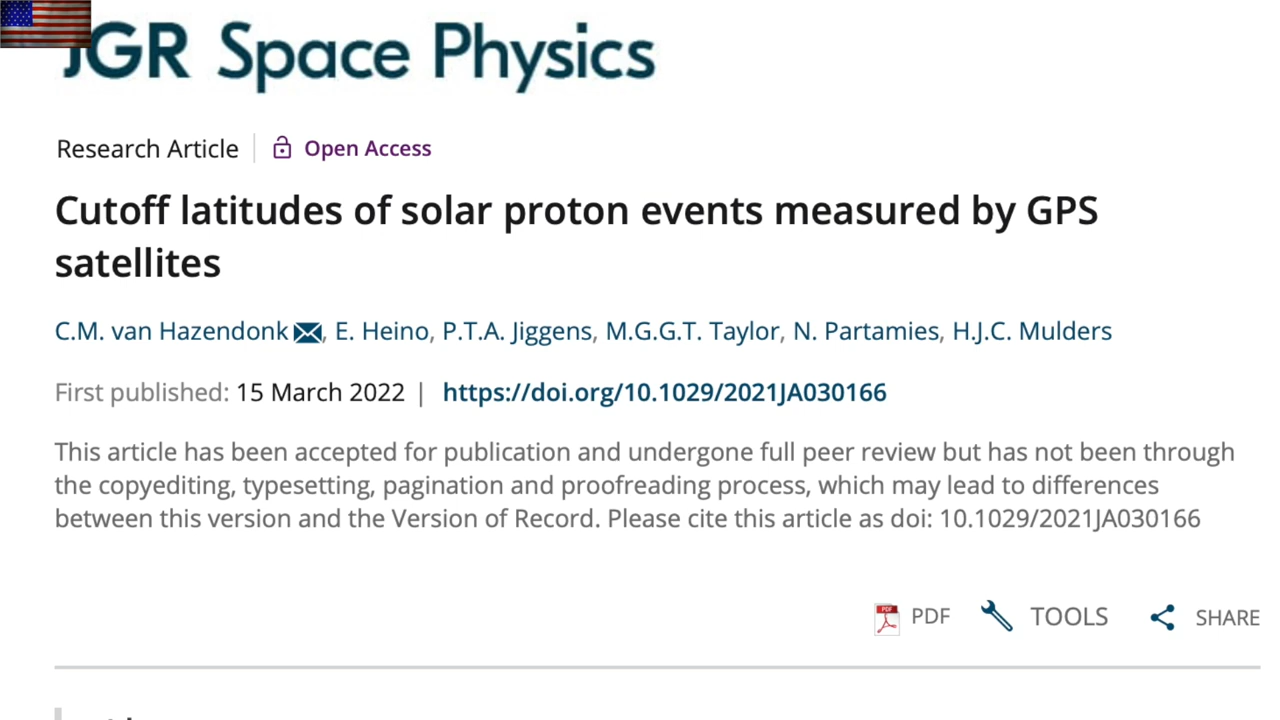 JGR Space Physics
Research Article
Open Access
Cutoff latitudes of solar proton events measured by GPS
satellites
C.M. van Hazendonk, E. Heino, P.T.A. Jiggens, M.G.G.T. Taylor, N. Partamies, H.J.C. Mulders
First published: 15 March 2022 | https://doi.org/10.1029/2021JA030166
This article has been accepted for publication and undergone full peer review but has not been through
the copyediting, typesetting, pagination and proofreading process, which may lead to differences
between this version and the Version of Record. Please cite this article as doi: 10.1029/2021JA030166
PDF TOOLS SHARE